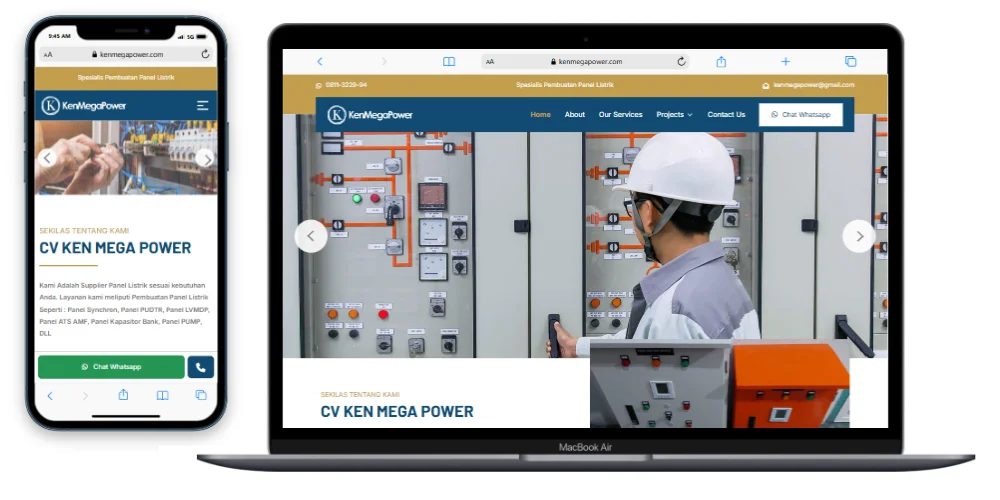 9:45 AM
5G
AA
kenmegapower.com
Spesialis Pembuatan Panel Listrik
K
KenMegaPower
SEKILAS TENTANG KAMI
CV KEN MEGA POWER
Kami Adalah Supplier Panel Listrik sesuai kebutuhan
Anda. Layanan kami meliputi Pembuatan Panel Listrik
Seperti : Panel Synchron, Panel PUDTR, Panel LVMDP,
Panel ATS AMF, Panel Kapasitor Bank, Panel PUMP,
DLL
Chat Whatsapp
AA
kenmegapower.com
0811-3229-94
Spesialis Pembuatan Panel Listrik
kenmegapower@gmail.com
K
KenMegaPower
Home
About
Our Services
Projects
Contact Us
Chat Whatsapp
SEKILAS TENTANG KAMI
CV KEN MEGA POWER
MacBook Air